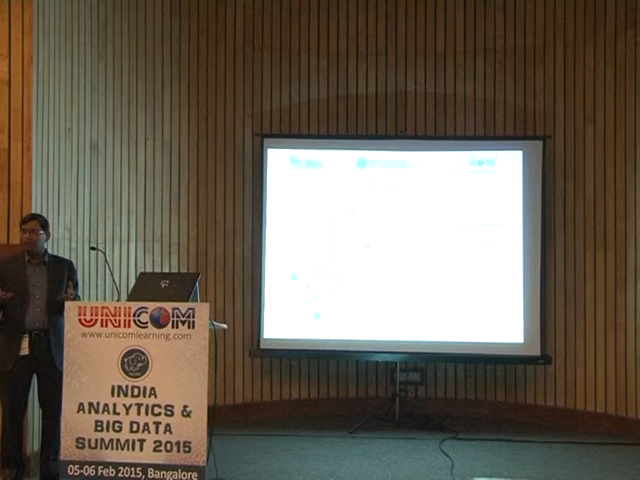 UNICOM
www.unicomlearning.com
INDIA
ANALYTICS &
BIG DATA
SUMMIT 2015
05-06 Feb 2015, Bangalore